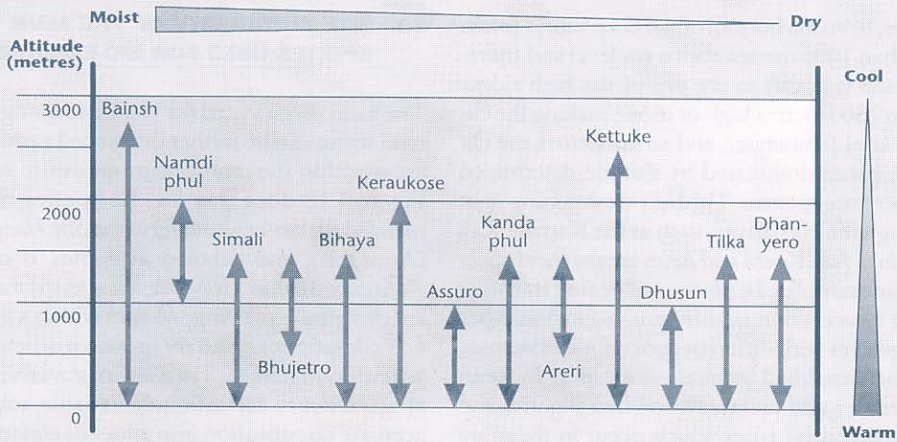 Moist
Dry
Altitude
(metres)
Cool
3000
Bainsh
Kettuke
Namdi
phul
Keraukose
2000
Simali
Bihaya
Kanda
phul
Tilka
Dhan-
yero
Assuro
Dhusun
1000
Bhujetro
Areri
0
Warm